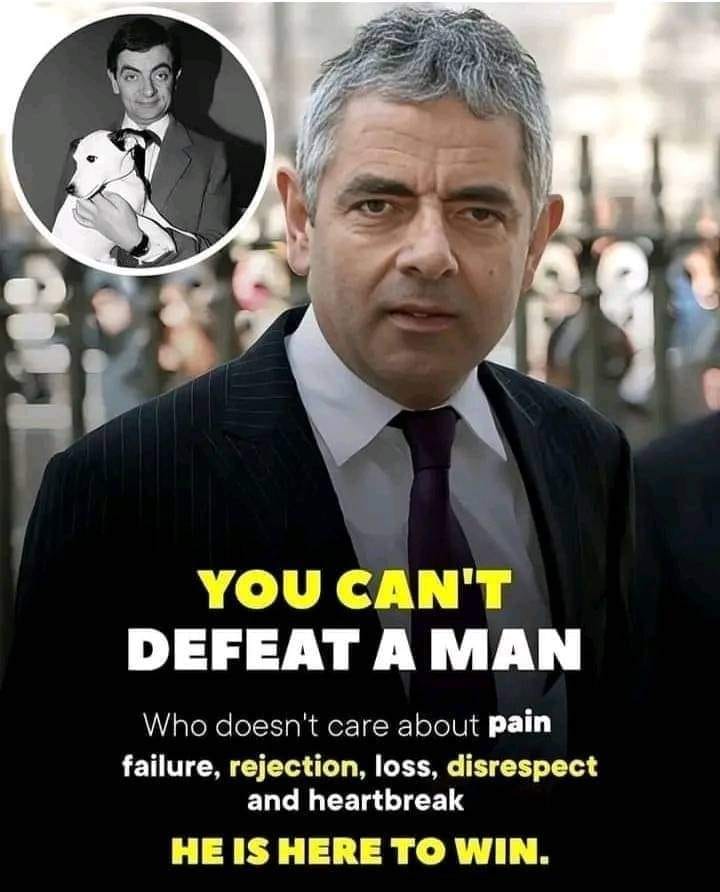 YOU CAN'T
DEFEAT A MAN
Who doesn't care about pain
failure, rejection, loss, disrespect
and heartbreak
HE IS HERE TO WIN.